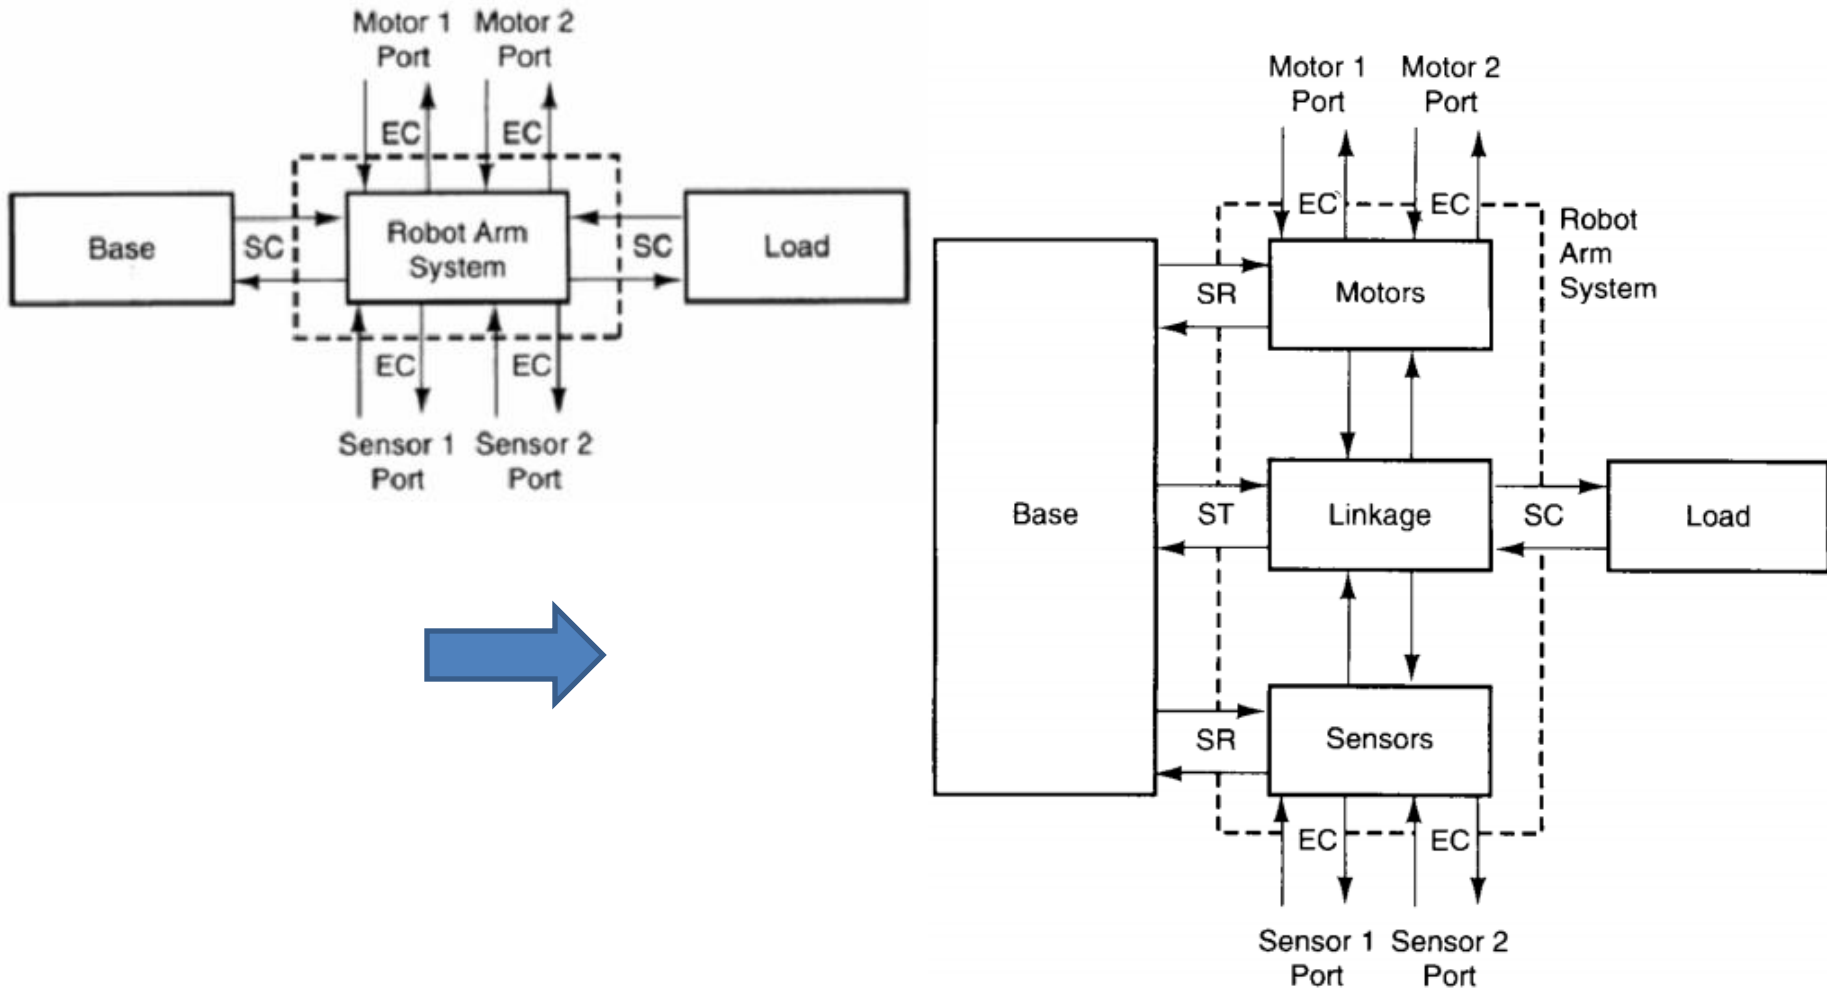 Motor 1 Motor 2
Port Port
EC EC
Base
SC
Robot Arm
System
SC
Load
EC EC
Sensor 1 Sensor 2
Port Port
Motor 1 Motor 2
Port Port
EC EC
Robot
Arm
System
SR
Motors
Base
ST
Linkage
SC
Load
SR
Sensors
EC EC
Sensor 1 Sensor 2
Port Port